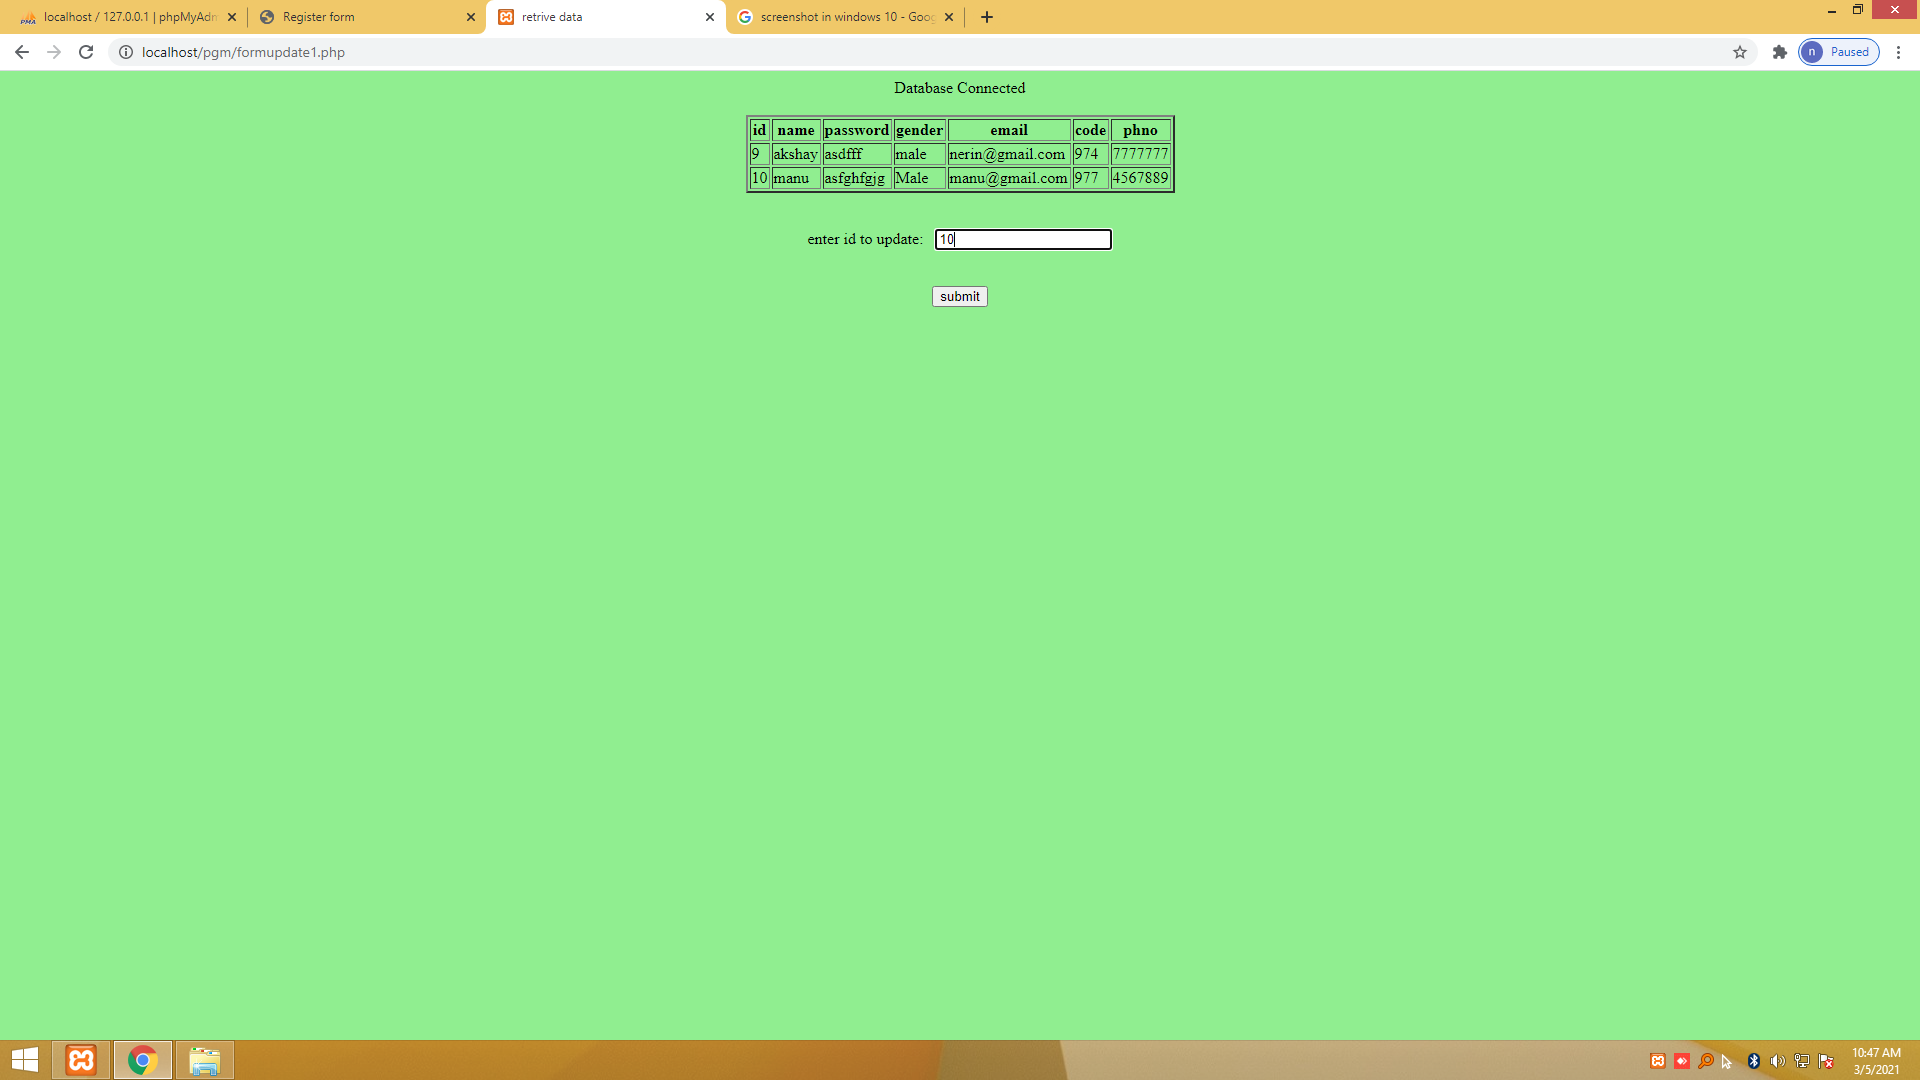 localhost / 127.0.0.1 | phpMyAdm
Register form
retrive data
screenshot in windows 10 - Goog
localhost/pgm/formupdate1.php
n Paused
Database Connected
id name password gender email code phno
9 akshay asdfff male nerin@gmail.com 974 7777777
10 manu asfghfgjg Male manu@gmail.com 977 4567889
enter id to update: 10
submit
10:47 AM
3/5/2021